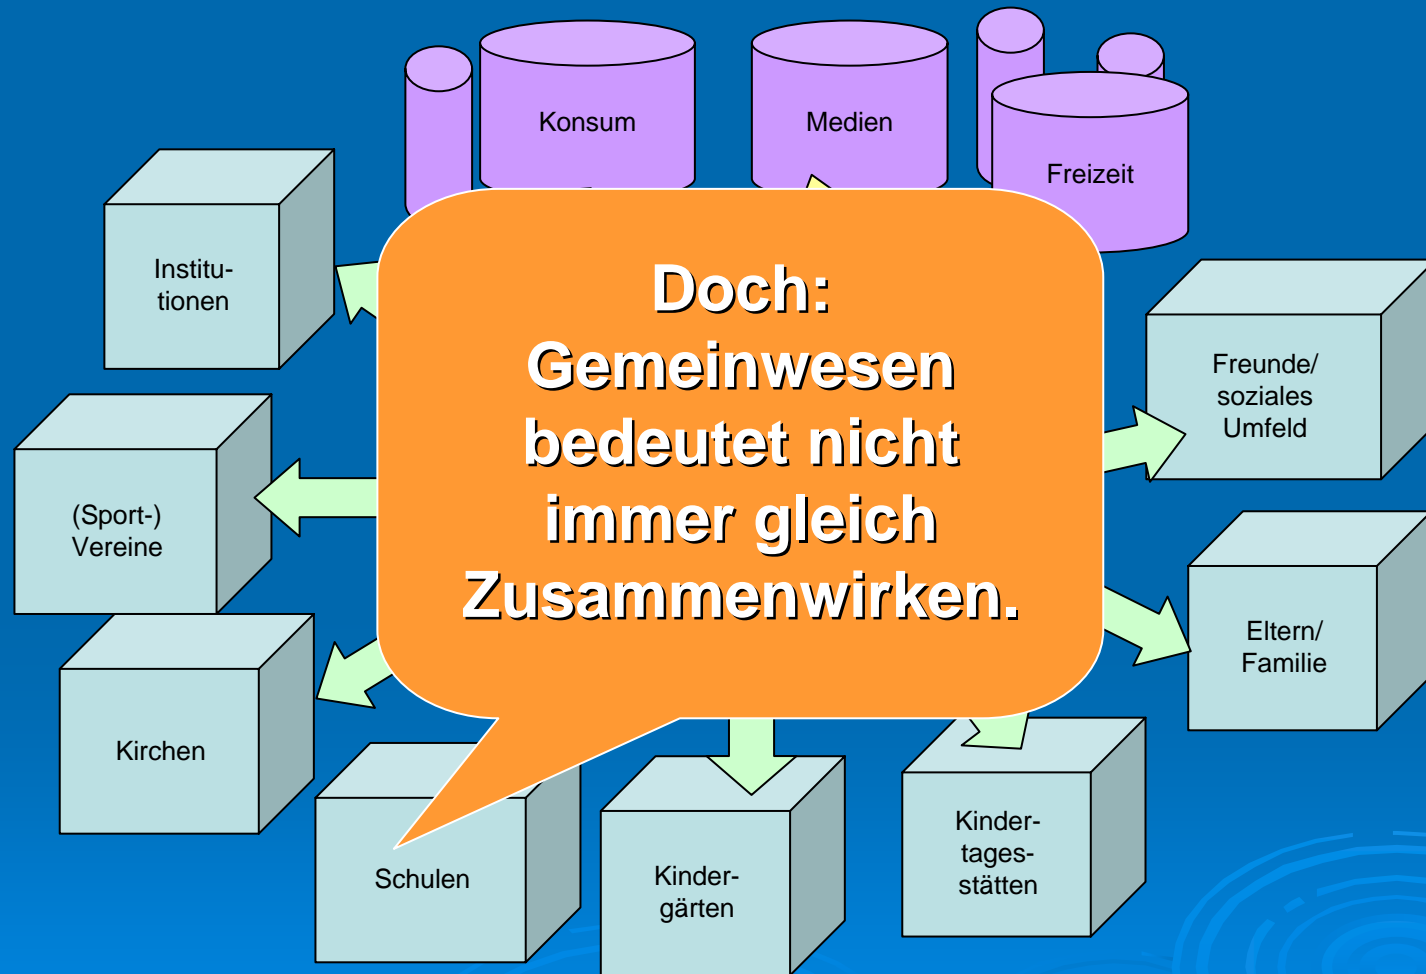 Konsum
Medien
Freizeit
Institu-
tionen
Doch:
Gemeinwesen
bedeutet nicht
immer gleich
Zusammenwirken.
Freunde/
soziales
Umfeld
(Sport-)
Vereine
Eltern/
Familie
Kirchen
Schulen
Kinder-
gärten
Kinder-
tages-
stätten